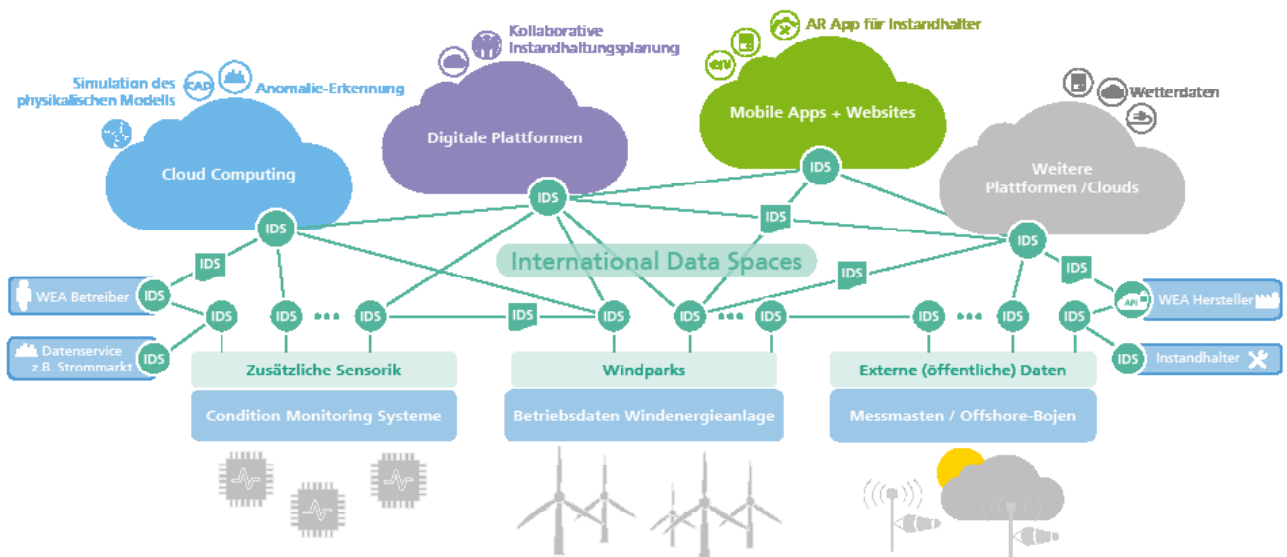 AR App für Instandhalter
Kollaborative
Instandhaltungsplanung
Simulation des
physikalischen Modells
CAD
Anomalie-Erkennung
Wetterdaten
Mobile Apps + Websites
Digitale Plattformen
Cloud Computing
Weitere
Plattformen /Clouds
IDS
IDS
IDS
IDS
IDS
International Data Spaces
IDS
IDS
IDS
WEA Betreiber
IDS
API
WEA Hersteller
IDS
IDS
IDS
IDS
IDS
IDS
IDS
IDS
IDS
IDS
Datenservice
z.B. Strommarkt
IDS
IDS
Instandhalter
Zusätzliche Sensorik
Windparks
Externe (öffentliche) Daten
Condition Monitoring Systeme
Betriebsdaten Windenergieanlage
Messmasten / Offshore-Bojen